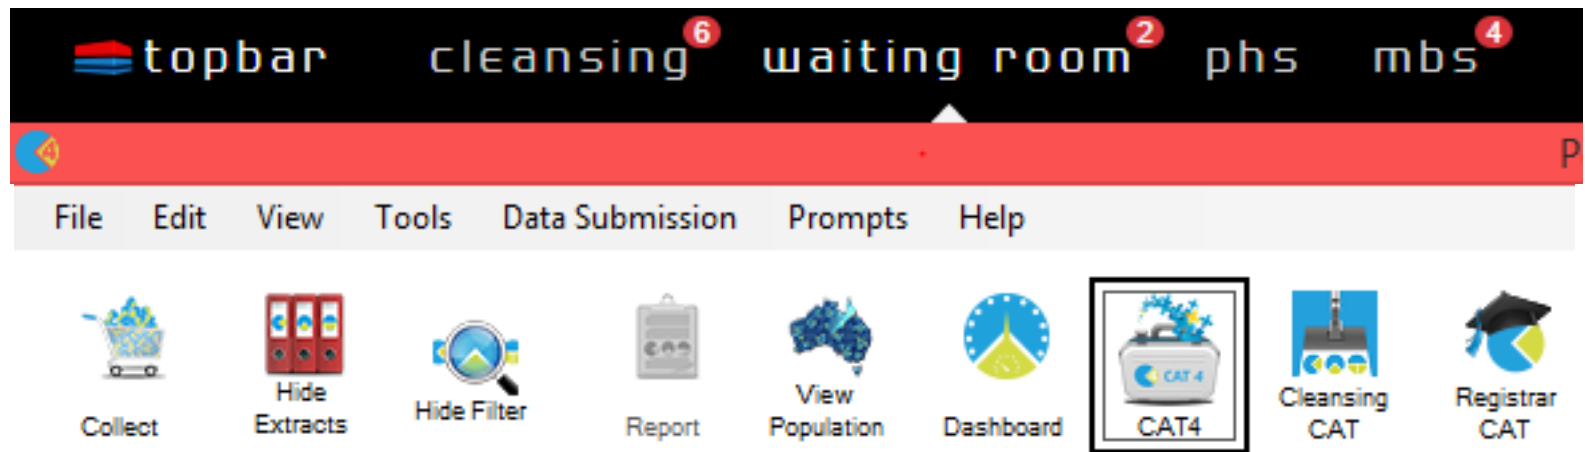 topbar cleansing 6 waiting room 2 phs mbs 4
P
File Edit View Tools Data Submission Prompts Help
CAT 4
Collect Hide Extracts Hide Filter Report View Population Dashboard CAT4 Cleansing CAT Registrar CAT